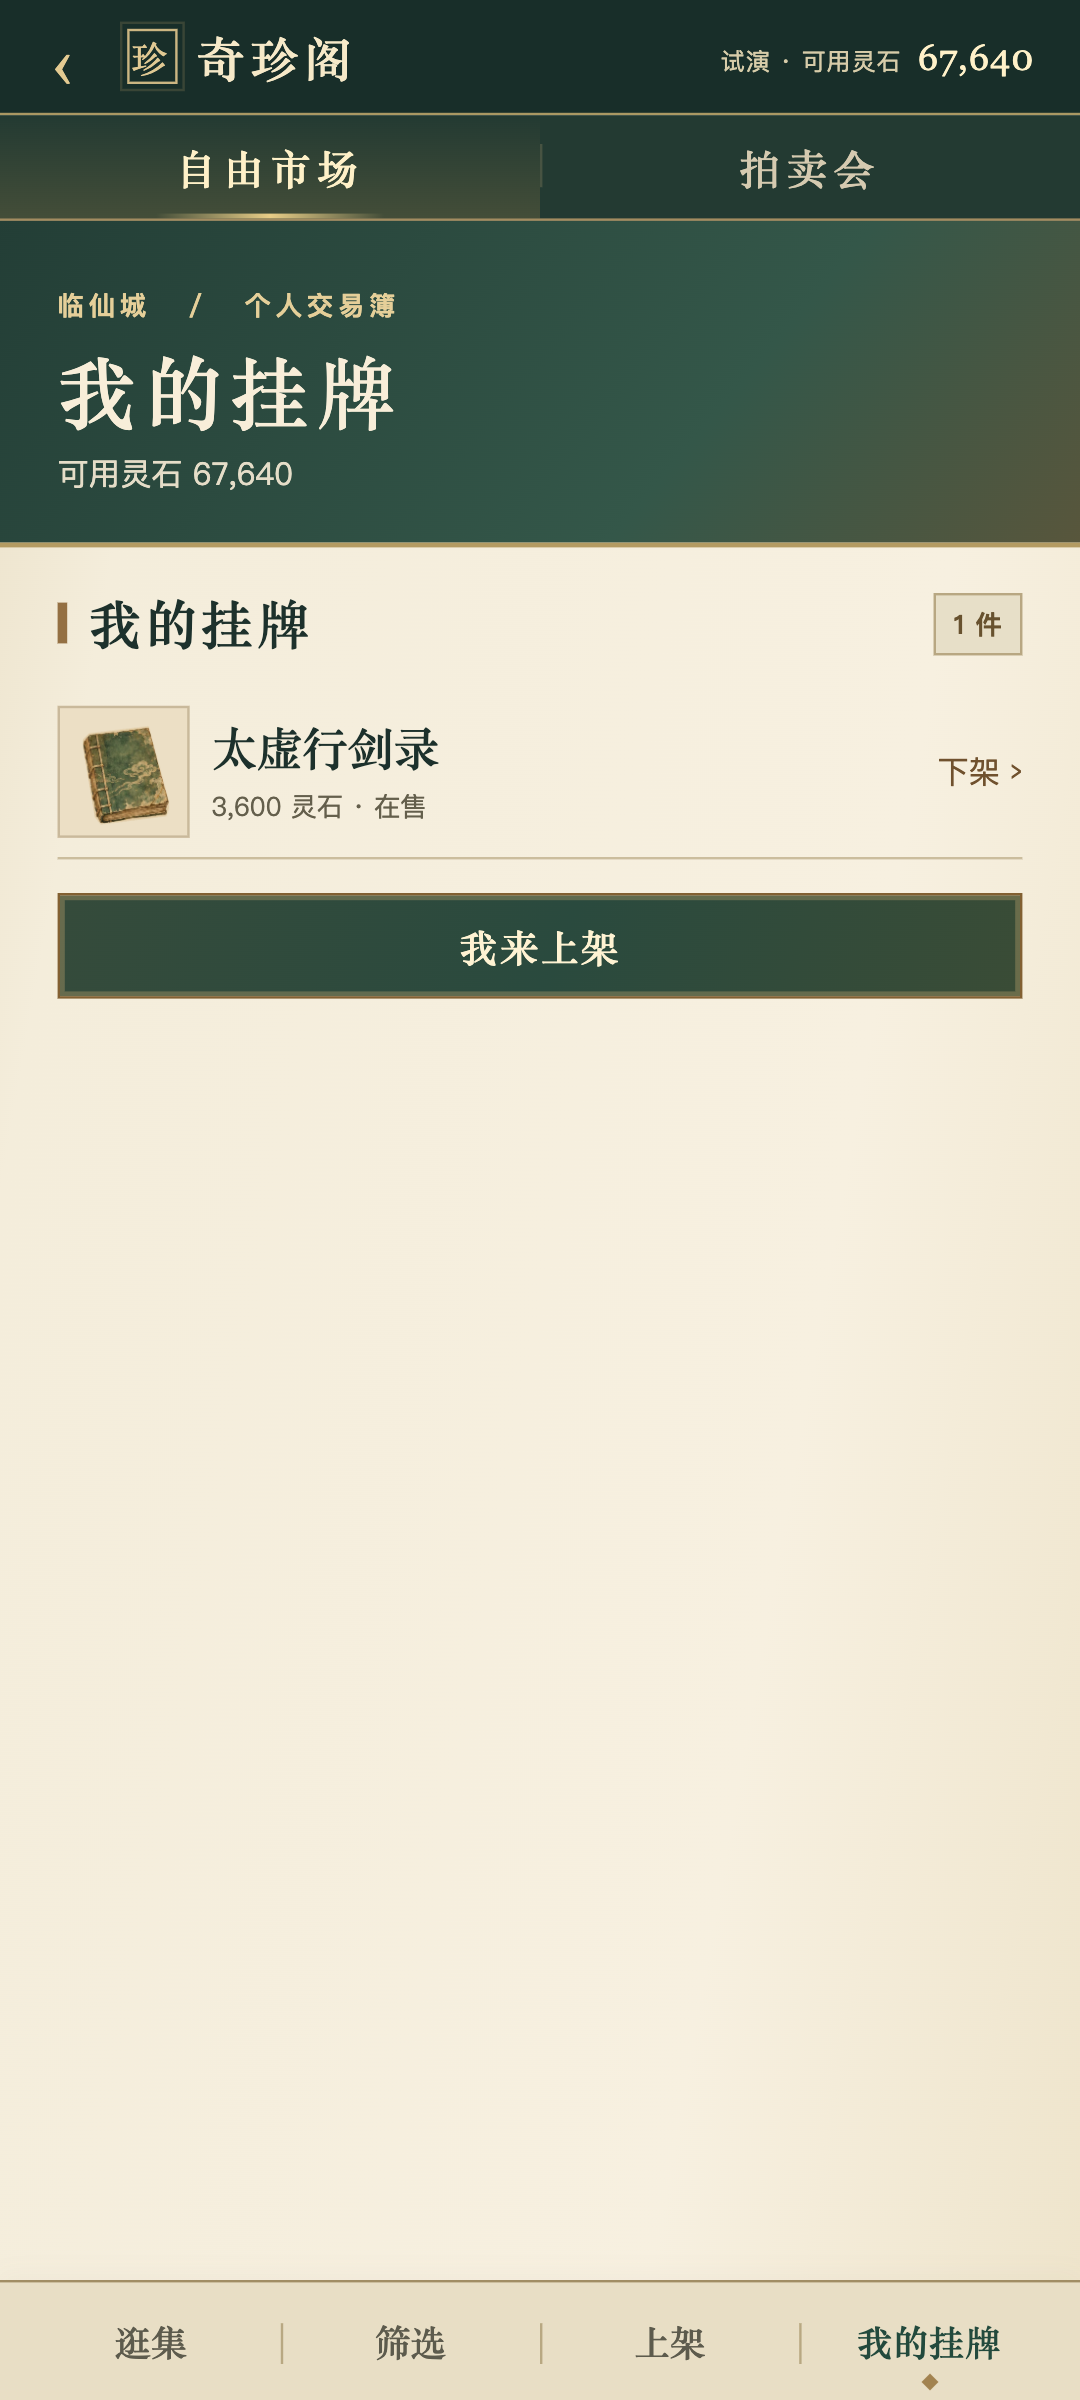 ‹ 珍 奇珍阁 试演 · 可用灵石 67,640
自由市场 拍卖会
临仙城 / 个人交易簿
我的挂牌
可用灵石 67,640
我的挂牌 1 件
太虚行剑录
3,600 灵石 · 在售
下架 ›
我来上架
逛集 筛选 上架 我的挂牌